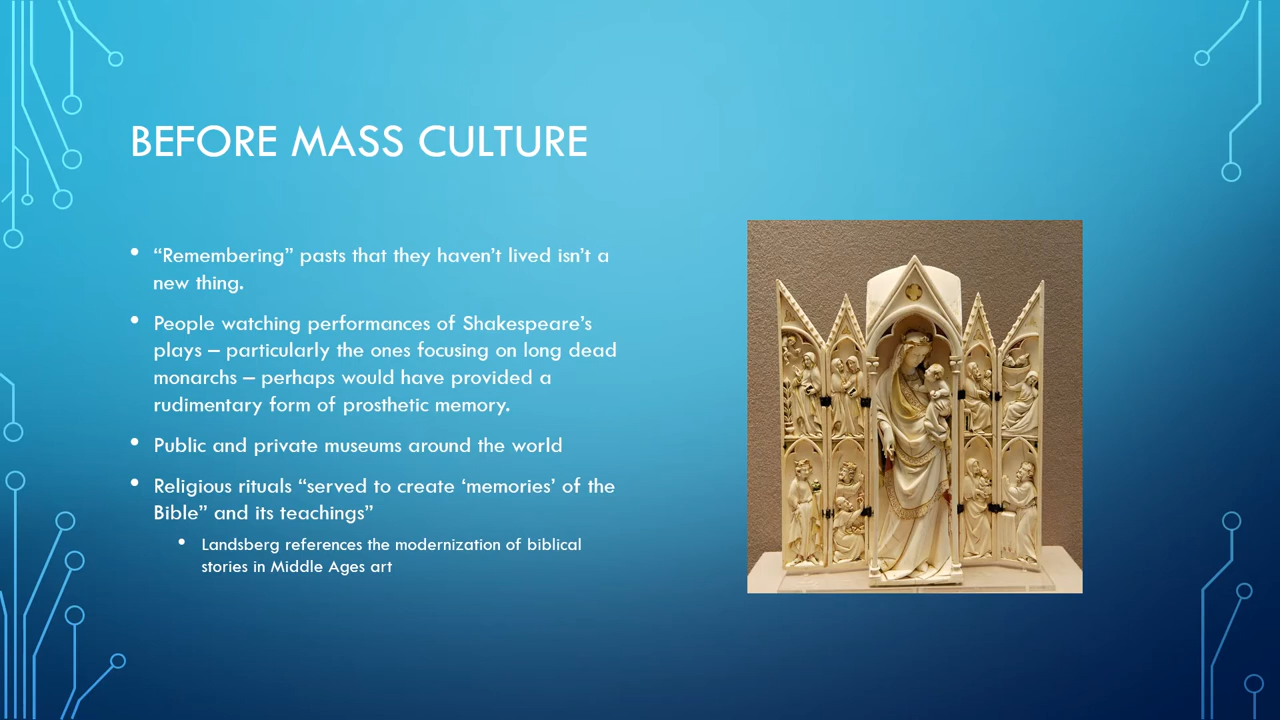 BEFORE MASS CULTURE
• “Remembering” pasts that they haven’t lived isn’t a
new thing.
• People watching performances of Shakespeare’s
plays – particularly the ones focusing on long dead
monarchs – perhaps would have provided a
rudimentary form of prosthetic memory.
• Public and private museums around the world
• Religious rituals “served to create ‘memories’ of the
Bible” and its teachings”
• Landsberg references the modernization of biblical
stories in Middle Ages art